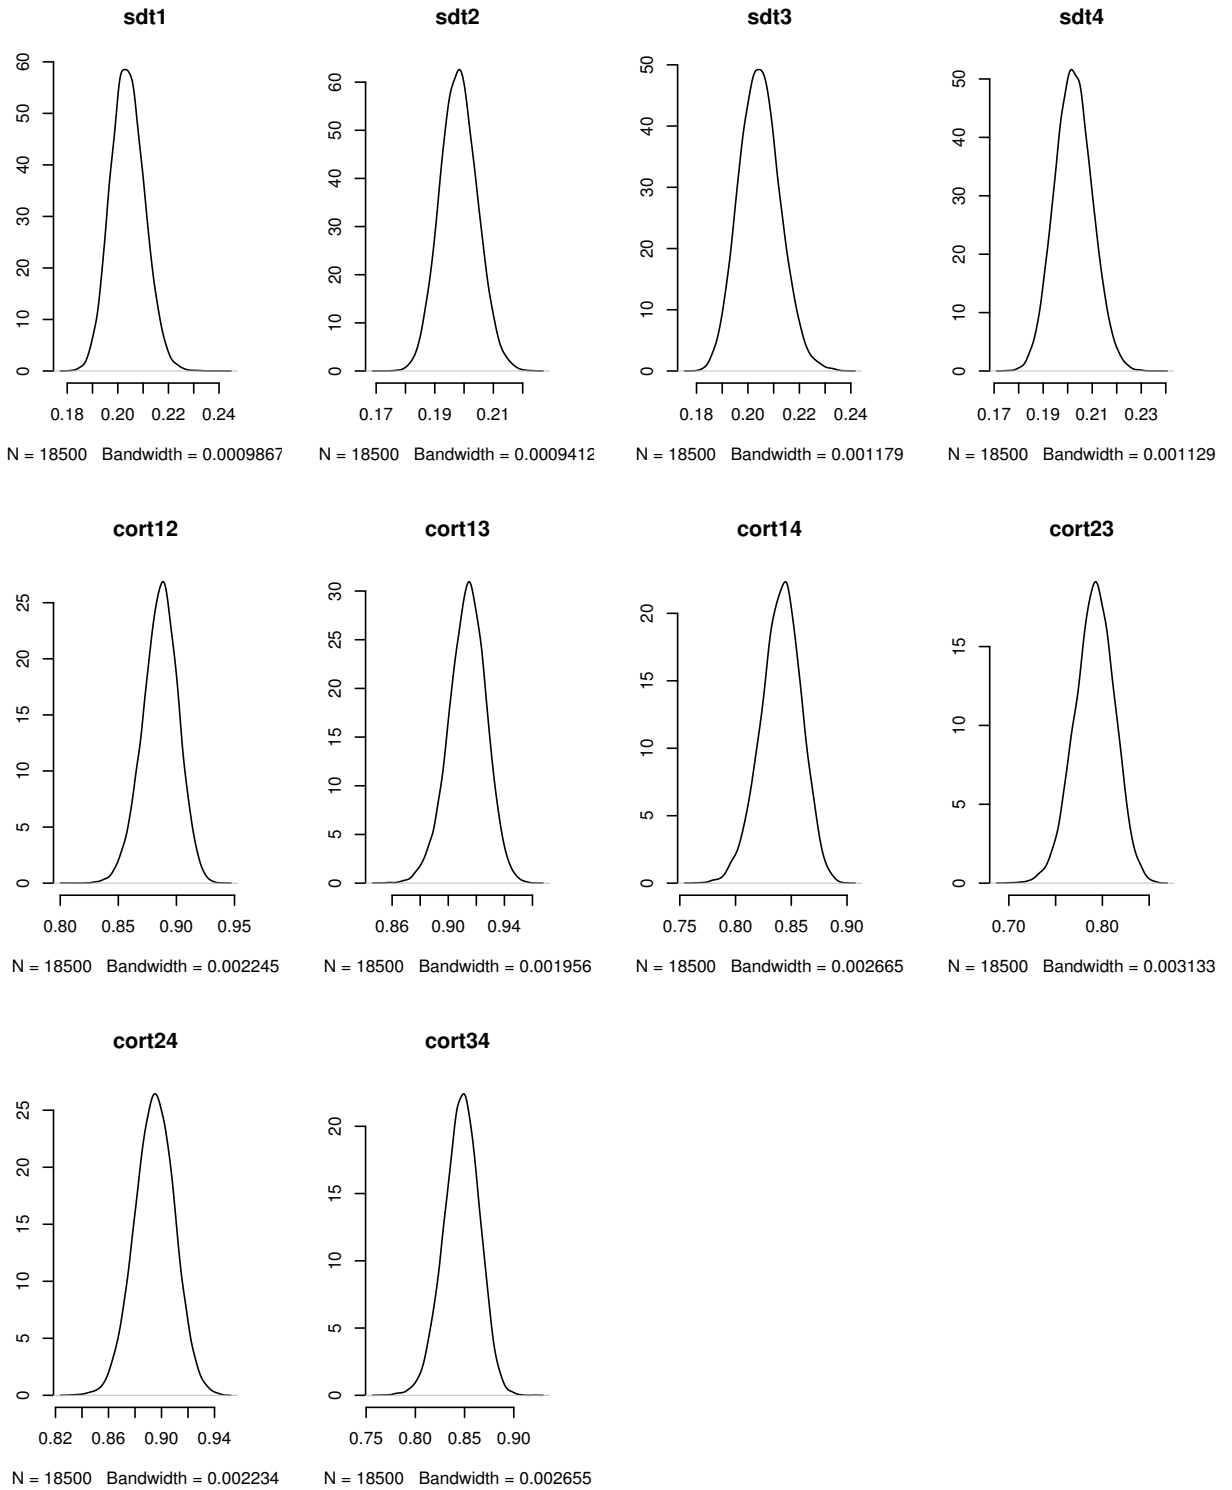 sdt1 sdt2 sdt3 sdt4
60
50
40
30
20
10
0
60
50
40
30
20
10
0
50
40
30
20
10
0
50
40
30
20
10
0
0.18 0.20 0.22 0.24
0.17 0.19 0.21
0.18 0.20 0.22 0.24
0.17 0.19 0.21 0.23
N = 18500 Bandwidth = 0.0009867
N = 18500 Bandwidth = 0.0009412
N = 18500 Bandwidth = 0.001179
N = 18500 Bandwidth = 0.001129
cort12 cort13 cort14 cort23
25
20
15
10
5
0
30
25
20
15
10
5
0
20
15
10
5
0
15
10
5
0
0.80 0.85 0.90 0.95
0.86 0.90 0.94
0.75 0.80 0.85 0.90
0.70 0.80
N = 18500 Bandwidth = 0.002245
N = 18500 Bandwidth = 0.001956
N = 18500 Bandwidth = 0.002665
N = 18500 Bandwidth = 0.003133
cort24 cort34
25
20
15
10
5
0
20
15
10
5
0
0.82 0.86 0.90 0.94
0.75 0.80 0.85 0.90
N = 18500 Bandwidth = 0.002234
N = 18500 Bandwidth = 0.002655